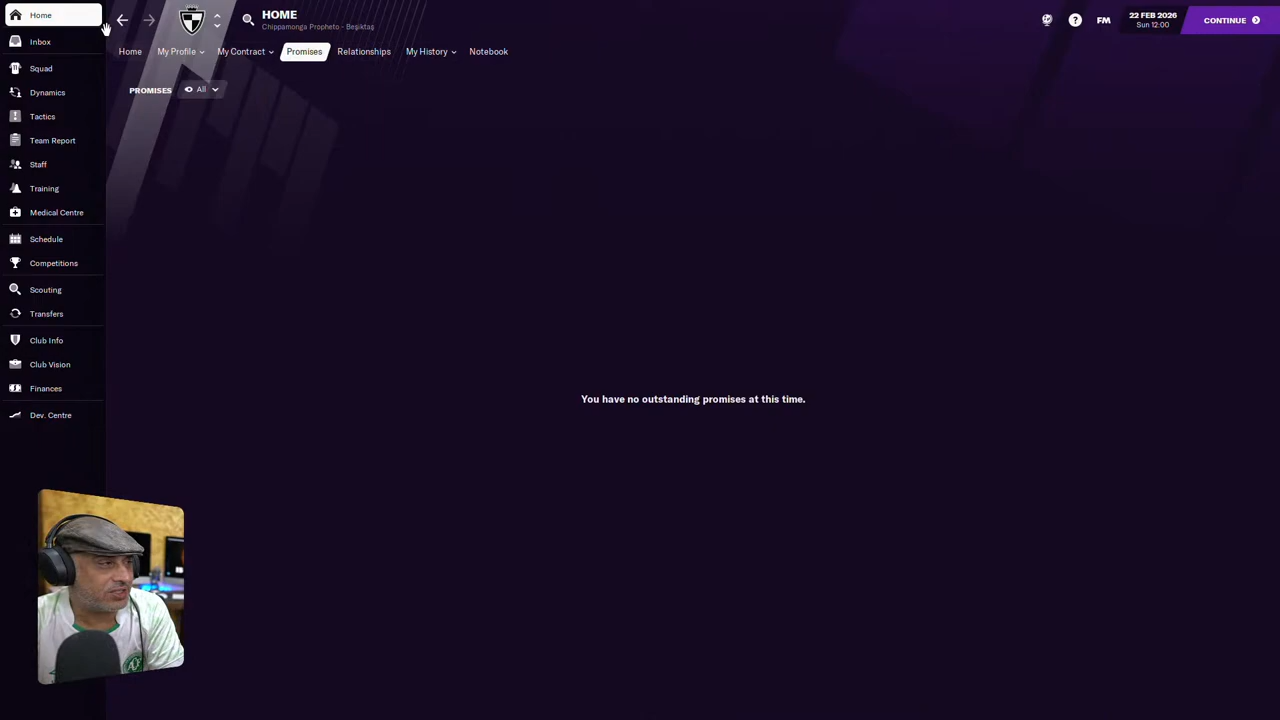 Home
Inbox
Squad
Dynamics
Tactics
Team Report
Staff
Training
Medical Centre
Schedule
Competitions
Scouting
Transfers
Club Info
Club Vision
Finances
Dev. Centre
HOME
Chippamonga Propheto - Beşiktaş
?
FM
22 FEB 2026
Sun 12:00
CONTINUE
Home
My Profile
My Contract
Promises
Relationships
My History
Notebook
PROMISES
All
You have no outstanding promises at this time.